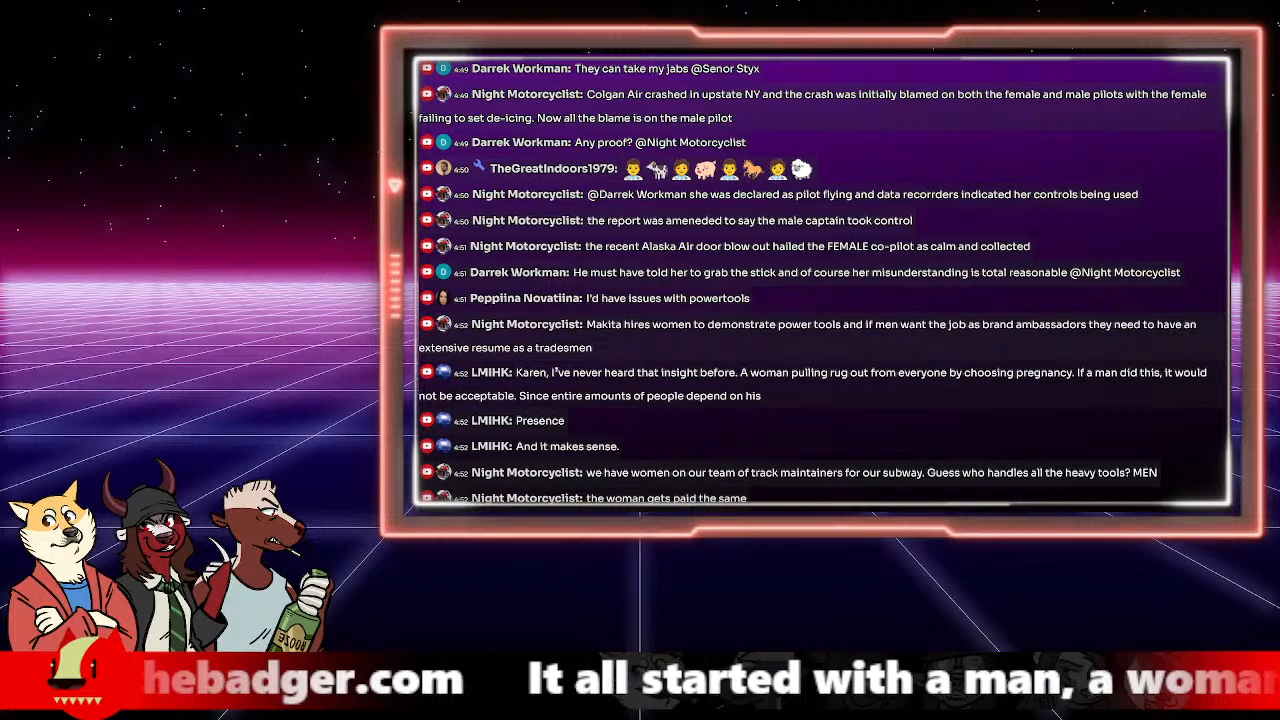 4:49 Darrek Workman: They can take my jabs @Senor Styx
4:49 Night Motorcyclist: Colgan Air crashed in upstate NY and the crash was initially blamed on both the female and male pilots with the female
failing to set de-icing. Now all the blame is on the male pilot
D 4:49 Darrek Workman: Any proof? @Night Motorcyclist
4:50 TheGreatIndoors1979:
4:50 Night Motorcyclist: @Darrek Workman she was declared as pilot flying and data recorrders indicated her controls being used
4:50 Night Motorcyclist: the report was ameneded to say the male captain took control
4:51 Night Motorcyclist: the recent Alaska Air door blow out hailed the FEMALE co-pilot as calm and collected
D 4:51 Darrek Workman: He must have told her to grab the stick and of course her misunderstanding is total reasonable @Night Motorcyclist
4:51 Peppiina Novatiina: I'd have issues with powertools
4:52 Night Motorcyclist: Makita hires women to demonstrate power tools and if men want the job as brand ambassadors they need to have an
extensive resume as a tradesmen
4:52 LMIHK: Karen, I've never heard that insight before. A woman pulling rug out from everyone by choosing pregnancy. If a man did this, it would
not be acceptable. Since entire amounts of people depend on his
4:52 LMIHK: Presence
4:52 LMIHK: And it makes sense.
4:52 Night Motorcyclist: we have women on our team of track maintainers for our subway. Guess who handles all the heavy tools? MEN
4:52 Night Motorcyclist: the woman gets paid the same
BOOZE
hebadger.com It all started with a man, a woma